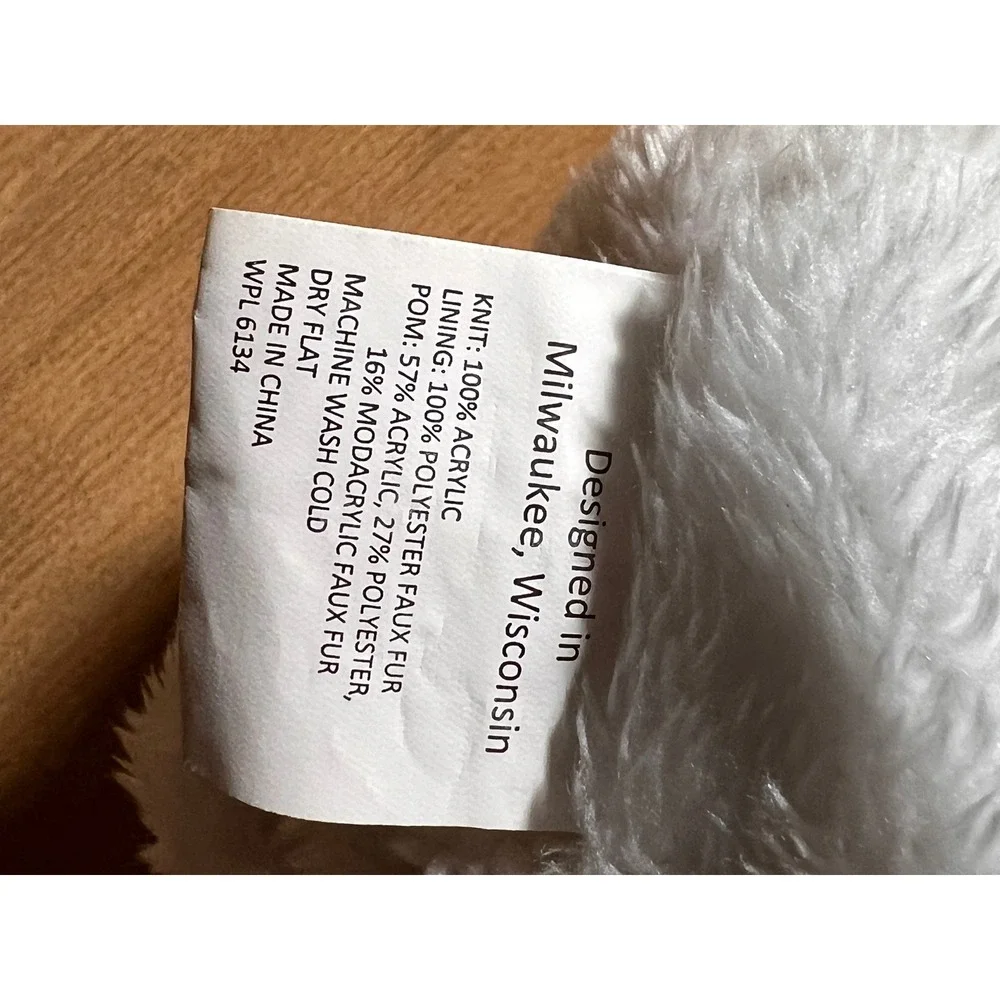 Designed in
Milwaukee, Wisconsin
KNIT: 100% ACRYLIC
LINING: 100% POLYESTER FAUX FUR
POM: 57% ACRYLIC, 27% POLYESTER,
16% MODACRYLIC FAUX FUR
MACHINE WASH COLD
DRY FLAT
MADE IN CHINA
WPL 6134